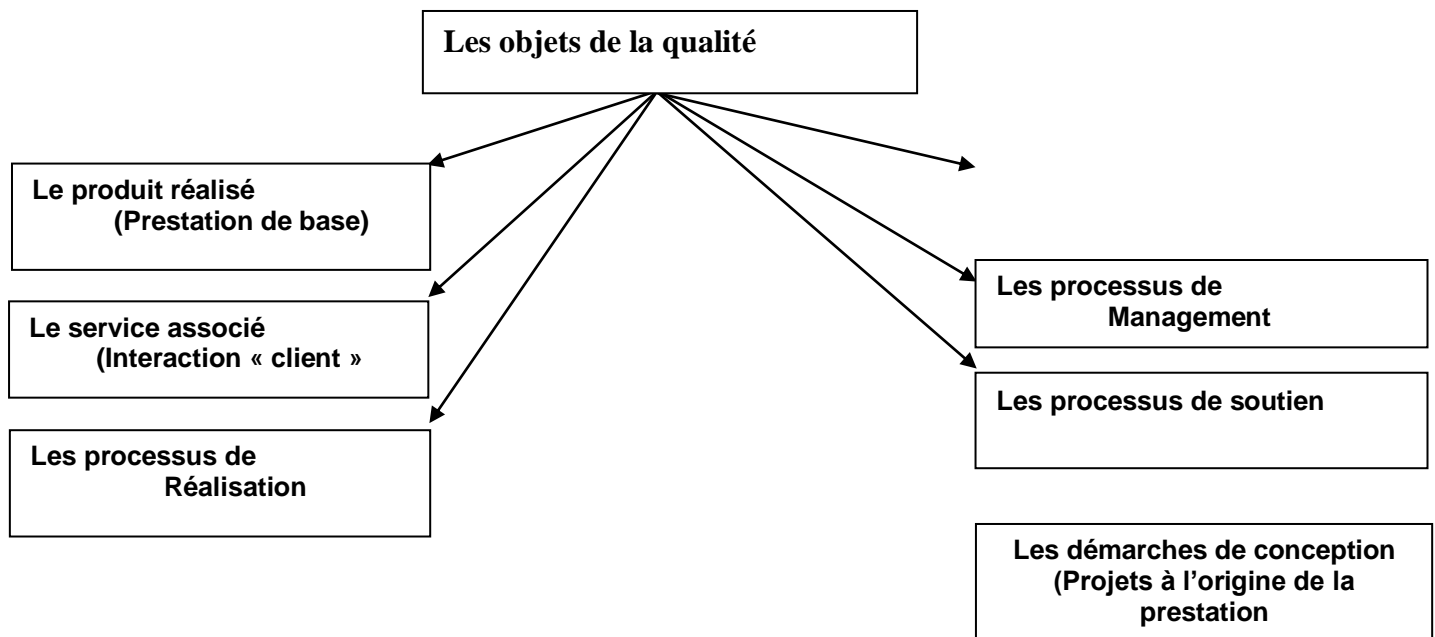 Les objets de la qualité
Le produit réalisé
(Prestation de base)
Le service associé
(Interaction « client »
Les processus de
Réalisation
Les processus de
Management
Les processus de soutien
Les démarches de conception
(Projets à l’origine de la
prestation